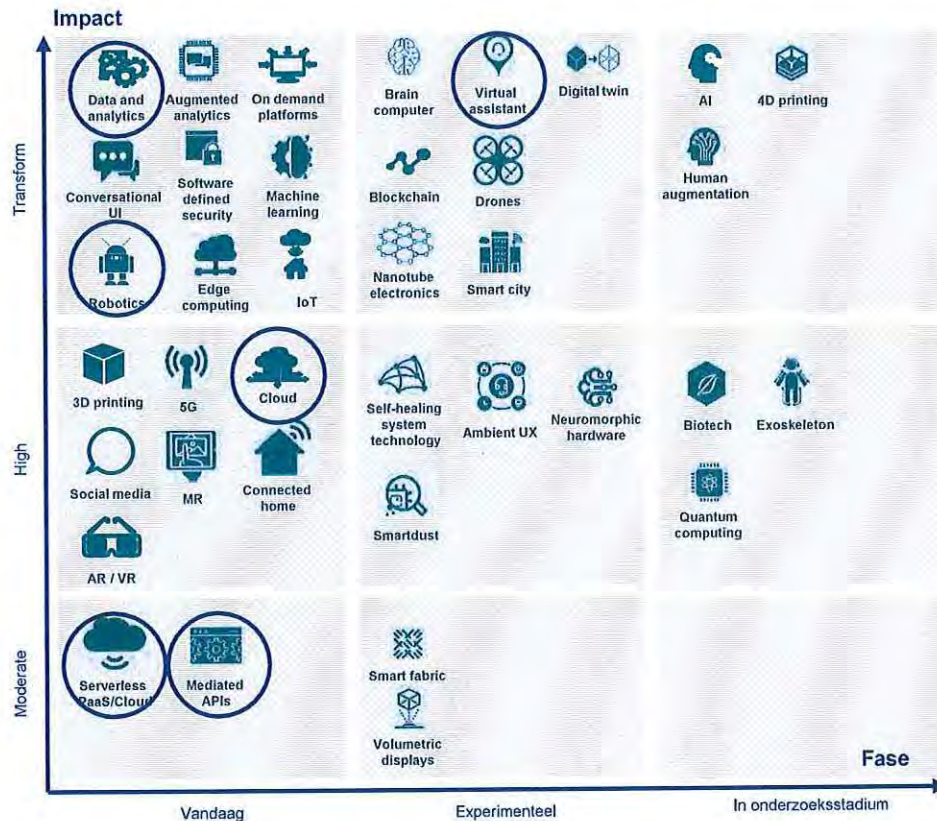 Impact
Transform
Data and
analytics
Augmented
analytics
On demand
platforms
Brain
computer
Virtual
assistant
Digital twin
AI
4D printing
Conversational
UI
Software
defined
security
Machine
learning
Blockchain
Drones
Human
augmentation
Robotics
Edge
computing
IoT
Nanotube
electronics
Smart city
High
3D printing
5G
Cloud
Self-healing
system
technology
Ambient UX
Neuromorphic
hardware
Biotech
Exoskeleton
Social media
MR
Connected
home
Smartdust
Quantum
computing
AR / VR
Moderate
Serverless
PaaS/Cloud
Mediated
APIs
Smart fabric
Volumetric
displays
Fase
Vandaag
Experimenteel
In onderzoeksstadium